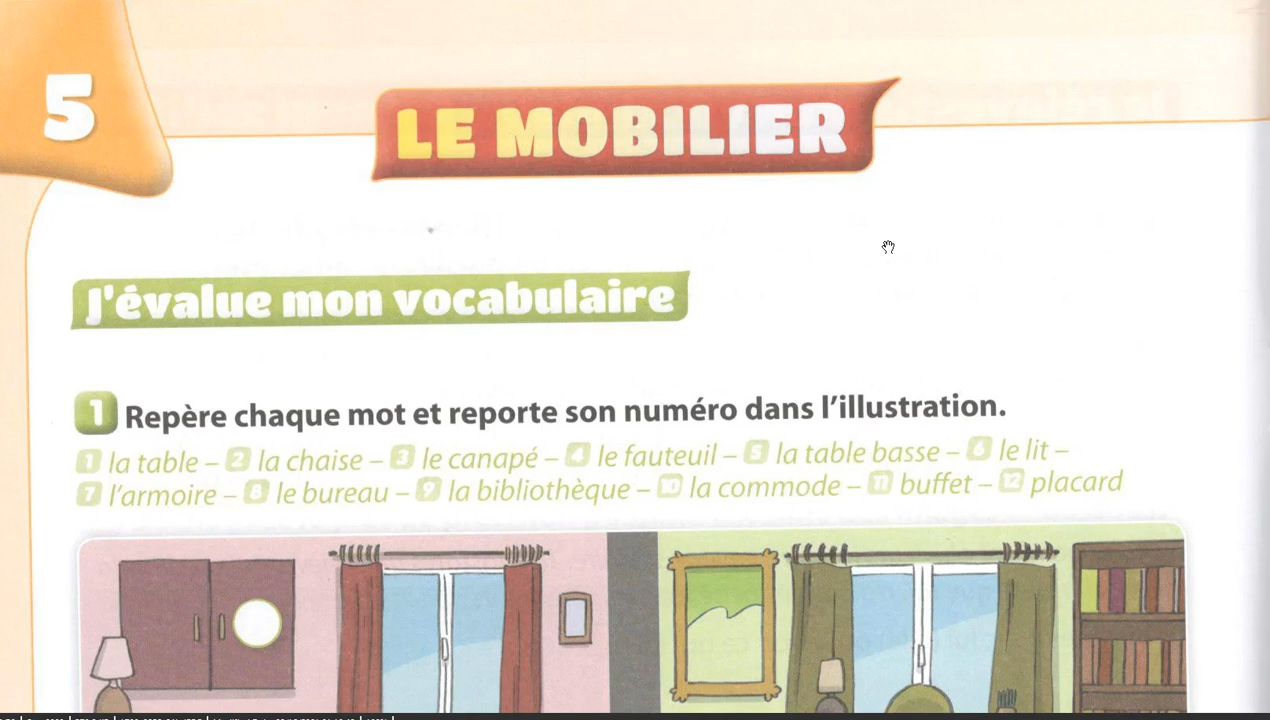 5
LE MOBILIER
J'évalue mon vocabulaire
1 Repère chaque mot et reporte son numéro dans l'illustration.
1 la table – 2 la chaise – 3 le canapé – 4 le fauteuil – 5 la table basse – 6 le lit –
7 l'armoire – 8 le bureau – 9 la bibliothèque – 10 la commode – 11 buffet – 12 placard